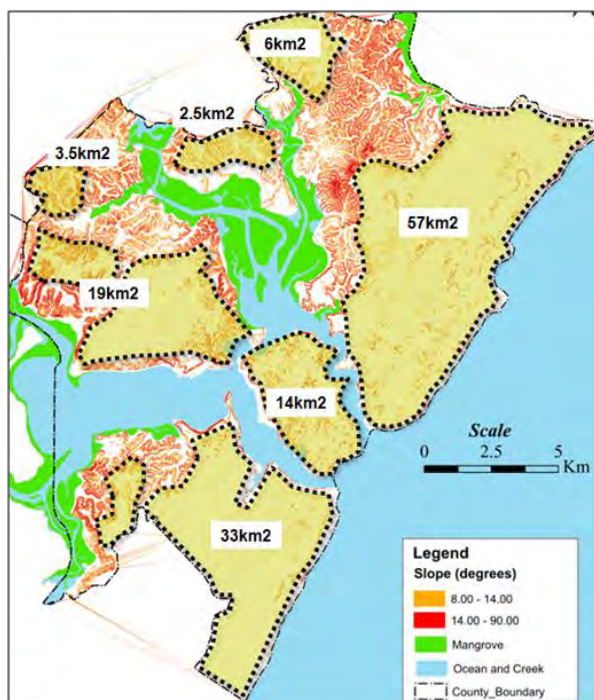 6km2
2.5km2
3.5km2
57km2
19km2
14km2
33km2
Scale
0 2.5 5
Km
Legend
Slope (degrees)
8.00 - 14.00
14.00 - 90.00
Mangrove
Ocean and Creek
County_Boundary